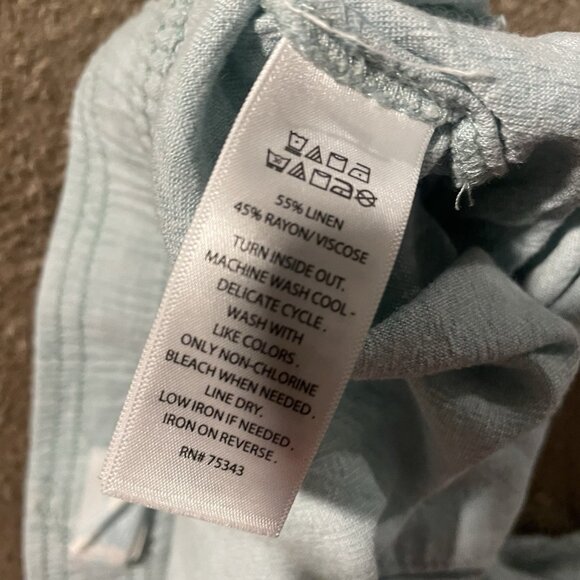 55% LINEN
45% RAYON/ VISCOSE
TURN INSIDE OUT.
MACHINE WASH COOL -
DELICATE CYCLE .
WASH WITH
LIKE COLORS .
ONLY NON-CHLORINE
BLEACH WHEN NEEDED .
LINE DRY.
LOW IRON IF NEEDED .
IRON ON REVERSE .
RN# 75343